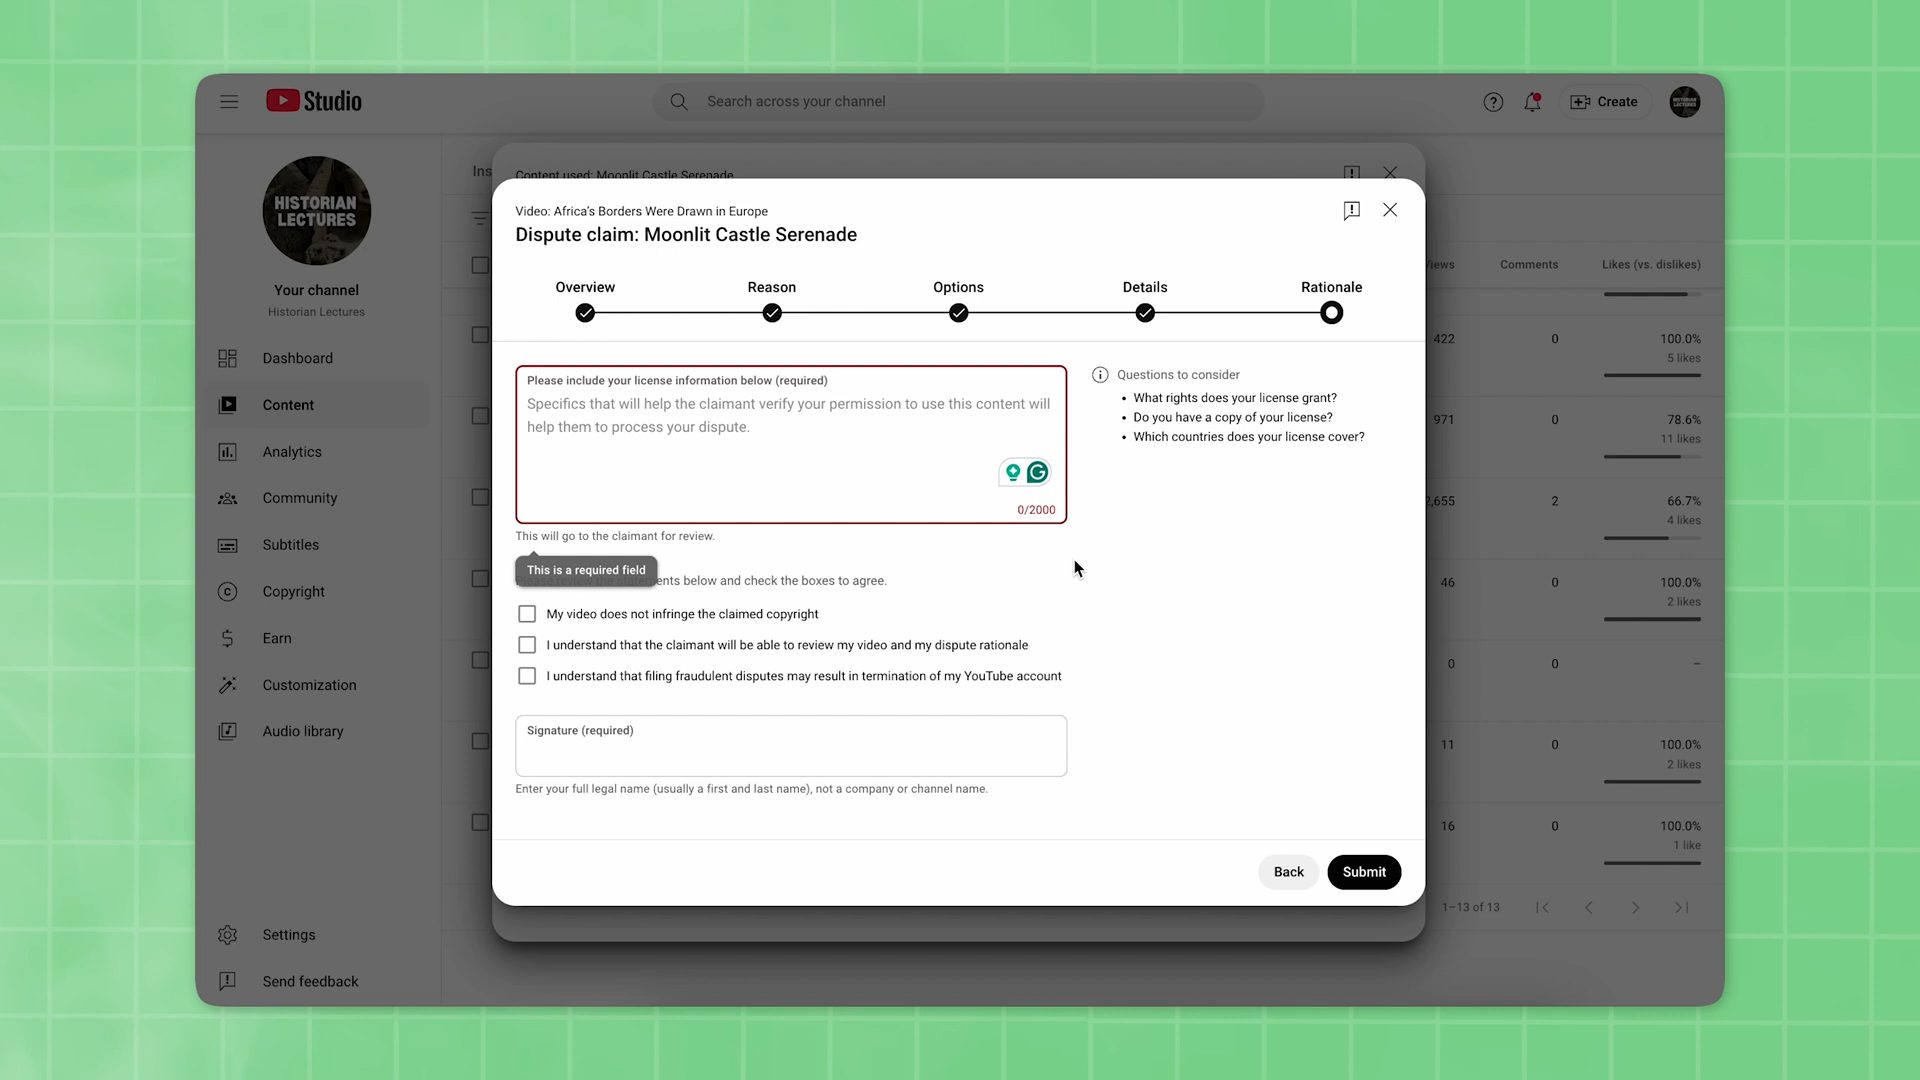 Studio
Search across your channel
Create
HISTORIAN
LECTURES
Your channel
Historian Lectures
Dashboard
Content
Analytics
Community
Subtitles
Copyright
Earn
Customization
Audio library
Settings
Send feedback
Ins
Content used: Moonlit Castle Serenade
Video: Africa's Borders Were Drawn in Europe
Dispute claim: Moonlit Castle Serenade
Overview
Reason
Options
Details
Rationale
Please include your license information below (required)
Specifics that will help the claimant verify your permission to use this content will
help them to process your dispute.
0/2000
This will go to the claimant for review.
This is a required field
Please review the statements below and check the boxes to agree.
My video does not infringe the claimed copyright
I understand that the claimant will be able to review my video and my dispute rationale
I understand that filing fraudulent disputes may result in termination of my YouTube account
Signature (required)
Enter your full legal name (usually a first and last name), not a company or channel name.
Questions to consider
• What rights does your license grant?
• Do you have a copy of your license?
• Which countries does your license cover?
Back
Submit
Views
Comments
Likes (vs. dislikes)
422
0
100.0%
5 likes
971
0
78.6%
11 likes
2,655
2
66.7%
4 likes
46
0
100.0%
2 likes
0
0
–
11
0
100.0%
2 likes
16
0
100.0%
1 like
1–13 of 13